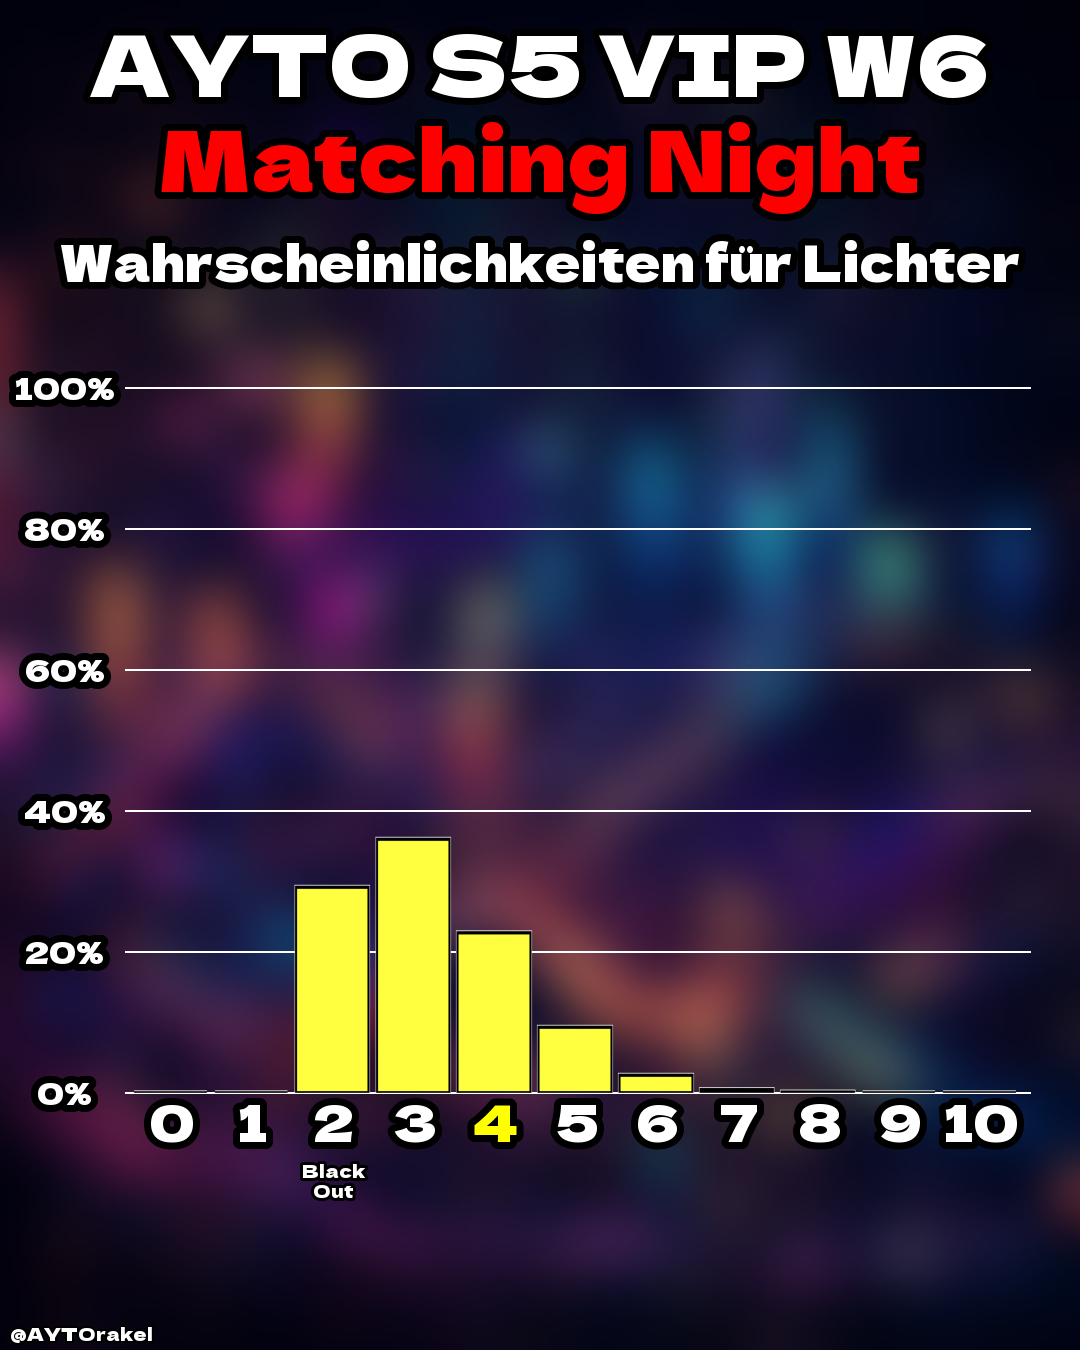 AYTO S5 VIP W6
Matching Night
Wahrscheinlichkeiten für Lichter
100%
80%
60%
40%
20%
0%
0 1 2 3 4 5 6 7 8 9 10
Black
Out
@AYTOrakel